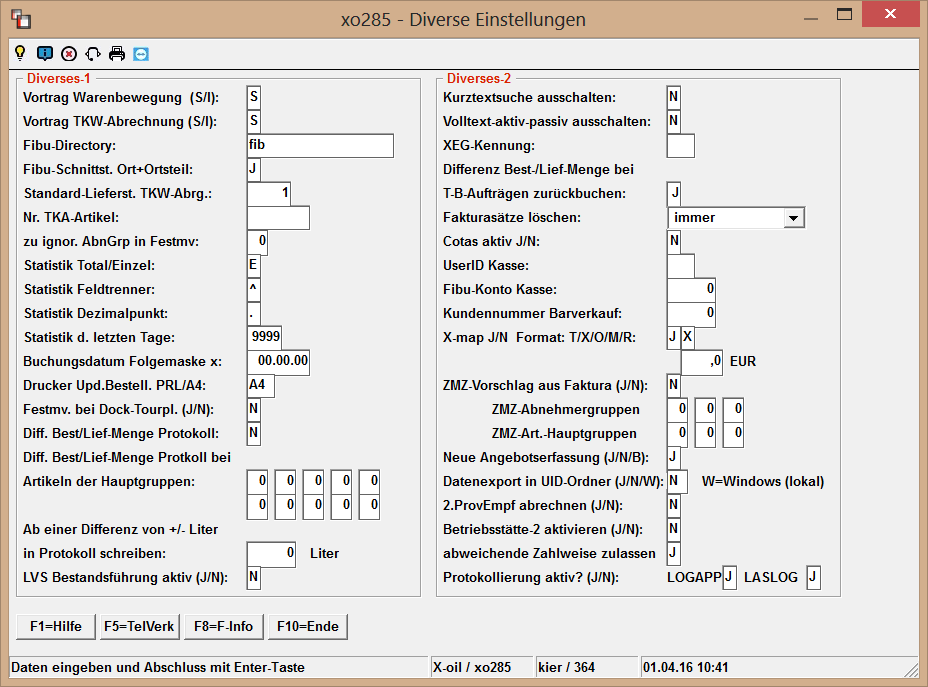 xo285 - Diverse Einstellungen
Diverses-1
Vortrag Warenbewegung (S/I): S
Vortrag TKW-Abrechnung (S/I): S
Fibu-Directory: fib
Fibu-Schnittst. Ort+Ortsteil: J
Standard-Lieferst. TKW-Abrg.: 1
Nr. TKA-Artikel:
zu ignor. AbnGrp in Festmv: 0
Statistik Total/Einzel: E
Statistik Feldtrenner: ^
Statistik Dezimalpunkt: .
Statistik d. letzten Tage: 9999
Buchungsdatum Folgemaske x: 00.00.00
Drucker Upd.Bestell. PRL/A4: A4
Festmv. bei Dock-Tourpl. (J/N): N
Diff. Best/Lief-Menge Protokoll: N
Diff. Best/Lief-Menge Protkoll bei
Artikeln der Hauptgruppen: 0 0 0 0 0
0 0 0 0 0
Ab einer Differenz von +/- Liter
in Protokoll schreiben: 0 Liter
LVS Bestandsführung aktiv (J/N): N
Diverses-2
Kurztextsuche ausschalten: N
Volltext-aktiv-passiv ausschalten: N
XEG-Kennung:
Differenz Best-/Lief-Menge bei
T-B-Aufträgen zurückbuchen: J
Fakturasätze löschen: immer
Cotas aktiv J/N: N
UserID Kasse:
Fibu-Konto Kasse: 0
Kundennummer Barverkauf: 0
X-map J/N Format: T/X/O/M/R: J X
,0 EUR
ZMZ-Vorschlag aus Faktura (J/N): N
ZMZ-Abnehmergruppen 0 0 0
ZMZ-Art.-Hauptgruppen 0 0 0
Neue Angebotserfassung (J/N/B): J
Datenexport in UID-Ordner (J/N/W): N W=Windows (lokal)
2.ProvEmpf abrechnen (J/N): N
Betriebsstätte-2 aktivieren (J/N): N
abweichende Zahlweise zulassen J
Protokollierung aktiv? (J/N): LOGAPP J LASLOG J
F1=Hilfe F5=TelVerk F8=F-Info F10=Ende
Daten eingeben und Abschluss mit Enter-Taste X-oil / xo285 kier / 364 01.04.16 10:41